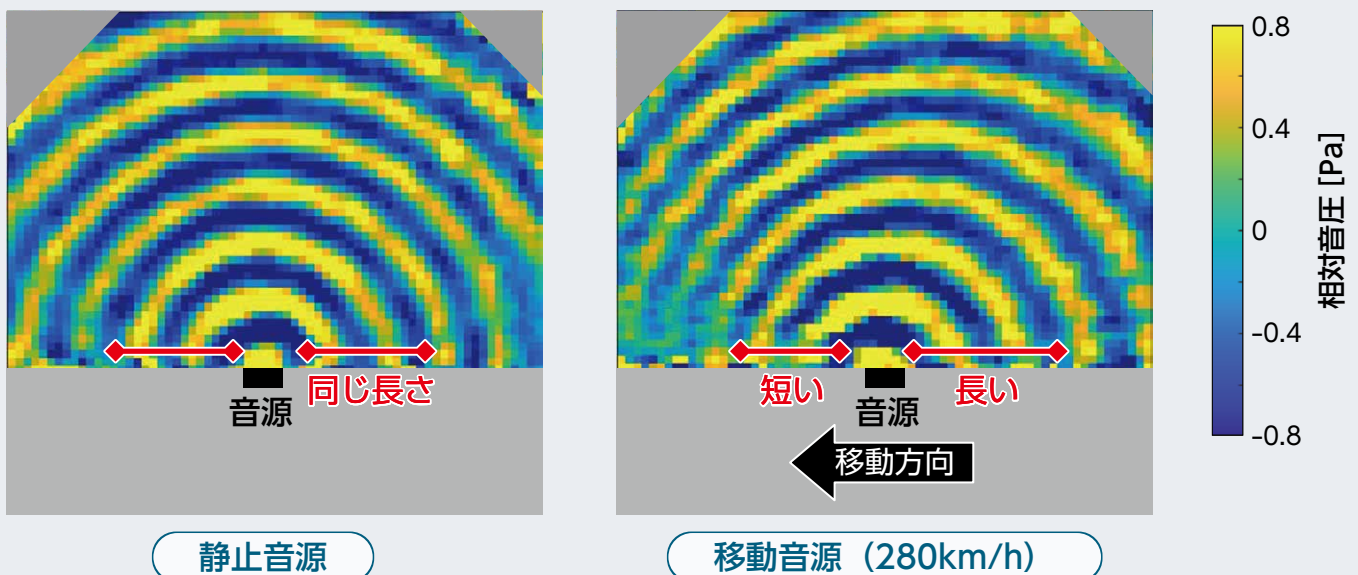 同じ長さ
音源
静止音源
短い
長い
音源
移動方向
移動音源（280km/h）
0.8
0.4
0
-0.4
-0.8
相対音圧 [Pa]